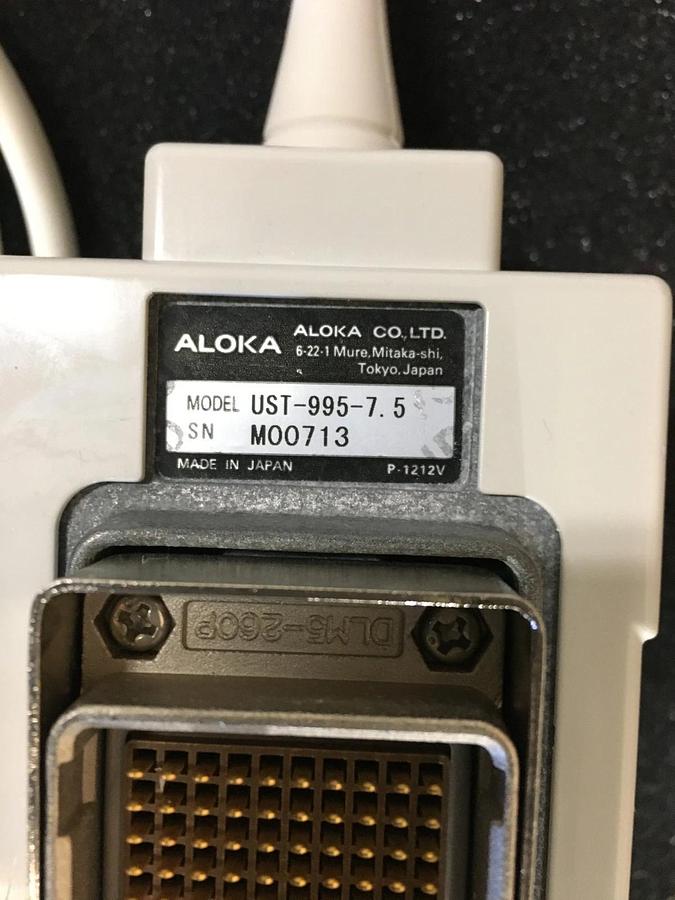 ALOKA
ALOKA CO., LTD.
6-22-1 Mure, Mitaka-shi,
Tokyo, Japan
MODEL UST-995-7.5
SN M00713
MADE IN JAPAN P-1212V
DLM5-260P